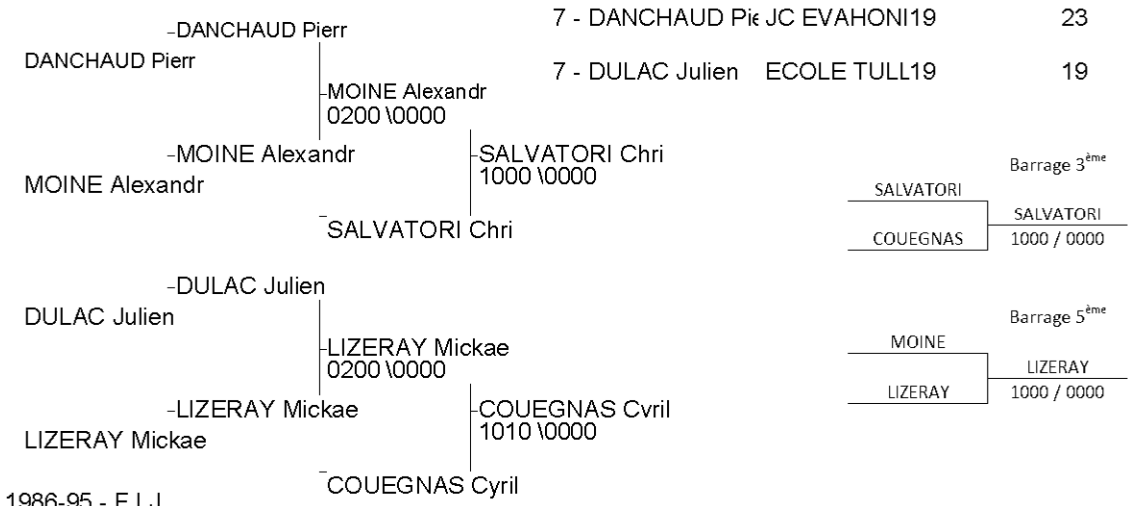 -DANCHAUD Pierr
7 - DANCHAUD Pie JC EVAHONI19 23
DANCHAUD Pierr
7 - DULAC Julien ECOLE TULL19 19
-MOINE Alexandr
0200 \0000
-MOINE Alexandr
-SALVATORI Chri
1000 \0000
MOINE Alexandr
SALVATORI Chri
Barrage 3ème
SALVATORI
SALVATORI
COUEGNAS
1000 / 0000
-DULAC Julien
DULAC Julien
-LIZERAY Mickae
0200 \0000
-LIZERAY Mickae
-COUEGNAS Cyril
1010 \0000
LIZERAY Mickae
COUEGNAS Cyril
Barrage 5ème
MOINE
LIZERAY
LIZERAY
1000 / 0000
1986-95 - F.I.J.